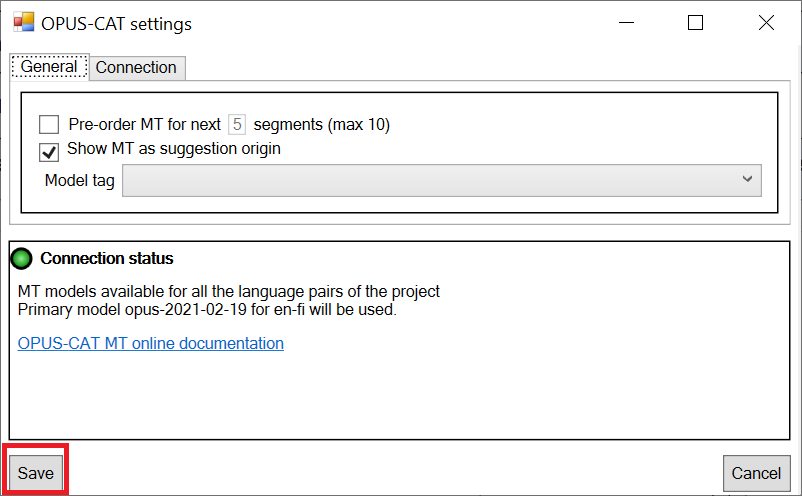 OPUS-CAT settings
General Connection
Pre-order MT for next 5 segments (max 10)
Show MT as suggestion origin
Model tag
Connection status
MT models available for all the language pairs of the project
Primary model opus-2021-02-19 for en-fi will be used.
OPUS-CAT MT online documentation
Save Cancel